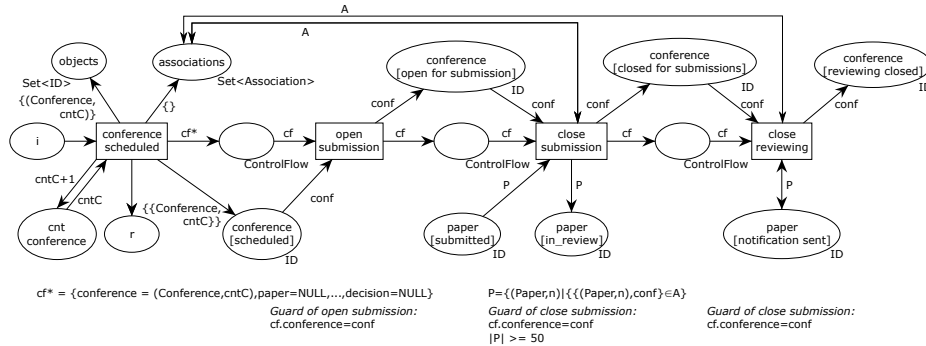 A
A
objects
associations
conference
[open for submission]
conference
[closed for submissions]
conference
[reviewing closed]
Set<ID>
Set<Association>
ID
ID
ID
{(Conference,
cntC)}
{}
conf
conf
conf
conf
conf
i
conference
scheduled
cf*
cf
open
submission
cf
cf
close
submission
cf
cf
close
reviewing
ControlFlow
ControlFlow
ControlFlow
cntC+1
cntC
P
P
P
conf
{{Conference,
cntC}}
cnt
conference
r
conference
[scheduled]
paper
[submitted]
paper
[in_review]
paper
[notification sent]
ID
ID
ID
ID
cf* = {conference = (Conference,cntC),paper=NULL,...,decision=NULL}
P={(Paper,n)|{{(Paper,n),conf}∈A}
Guard of open submission:
cf.conference=conf
Guard of close submission:
cf.conference=conf
|P| >= 50
Guard of close submission:
cf.conference=conf